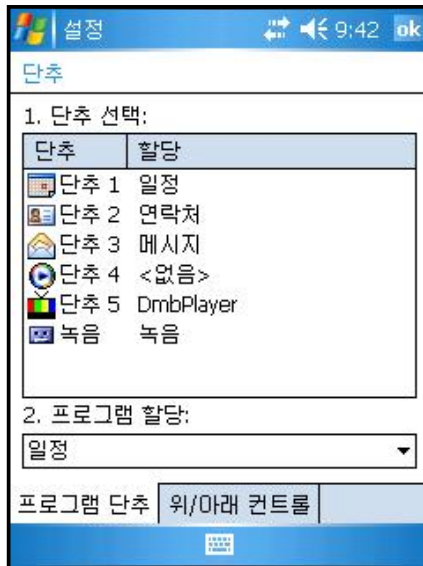 설정 9:42 ok
단추
1. 단추 선택:
단추 할당
단추 1 일정
단추 2 연락처
단추 3 메시지
단추 4 <없음>
단추 5 DmbPlayer
녹음 녹음
2. 프로그램 할당:
일정
프로그램 단추 위/아래 컨트롤